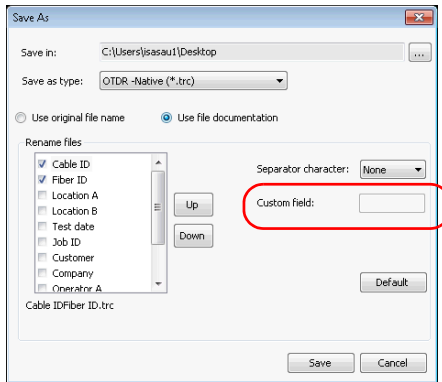 Save As
Save in: C:\Users\isasau1\Desktop ...
Save as type: OTDR -Native (*.trc)
Use original file name Use file documentation
Rename files
Cable ID
Fiber ID
Location A
Location B
Test date
Job ID
Customer
Company
Operator A
Up
Down
Separator character: None
Custom field:
Default
Cable IDFiber ID.trc
Save Cancel